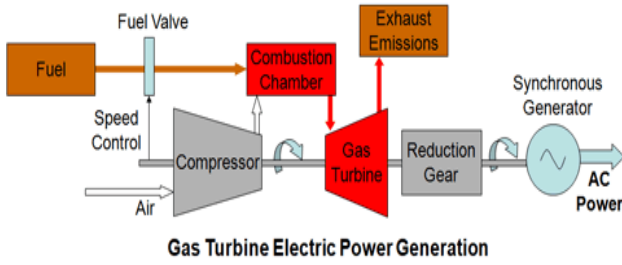 Fuel Valve
Fuel
Combustion
Chamber
Exhaust
Emissions
Speed
Control
Synchronous
Generator
Compressor
Gas
Turbine
Reduction
Gear
Air
AC
Power
Gas Turbine Electric Power Generation